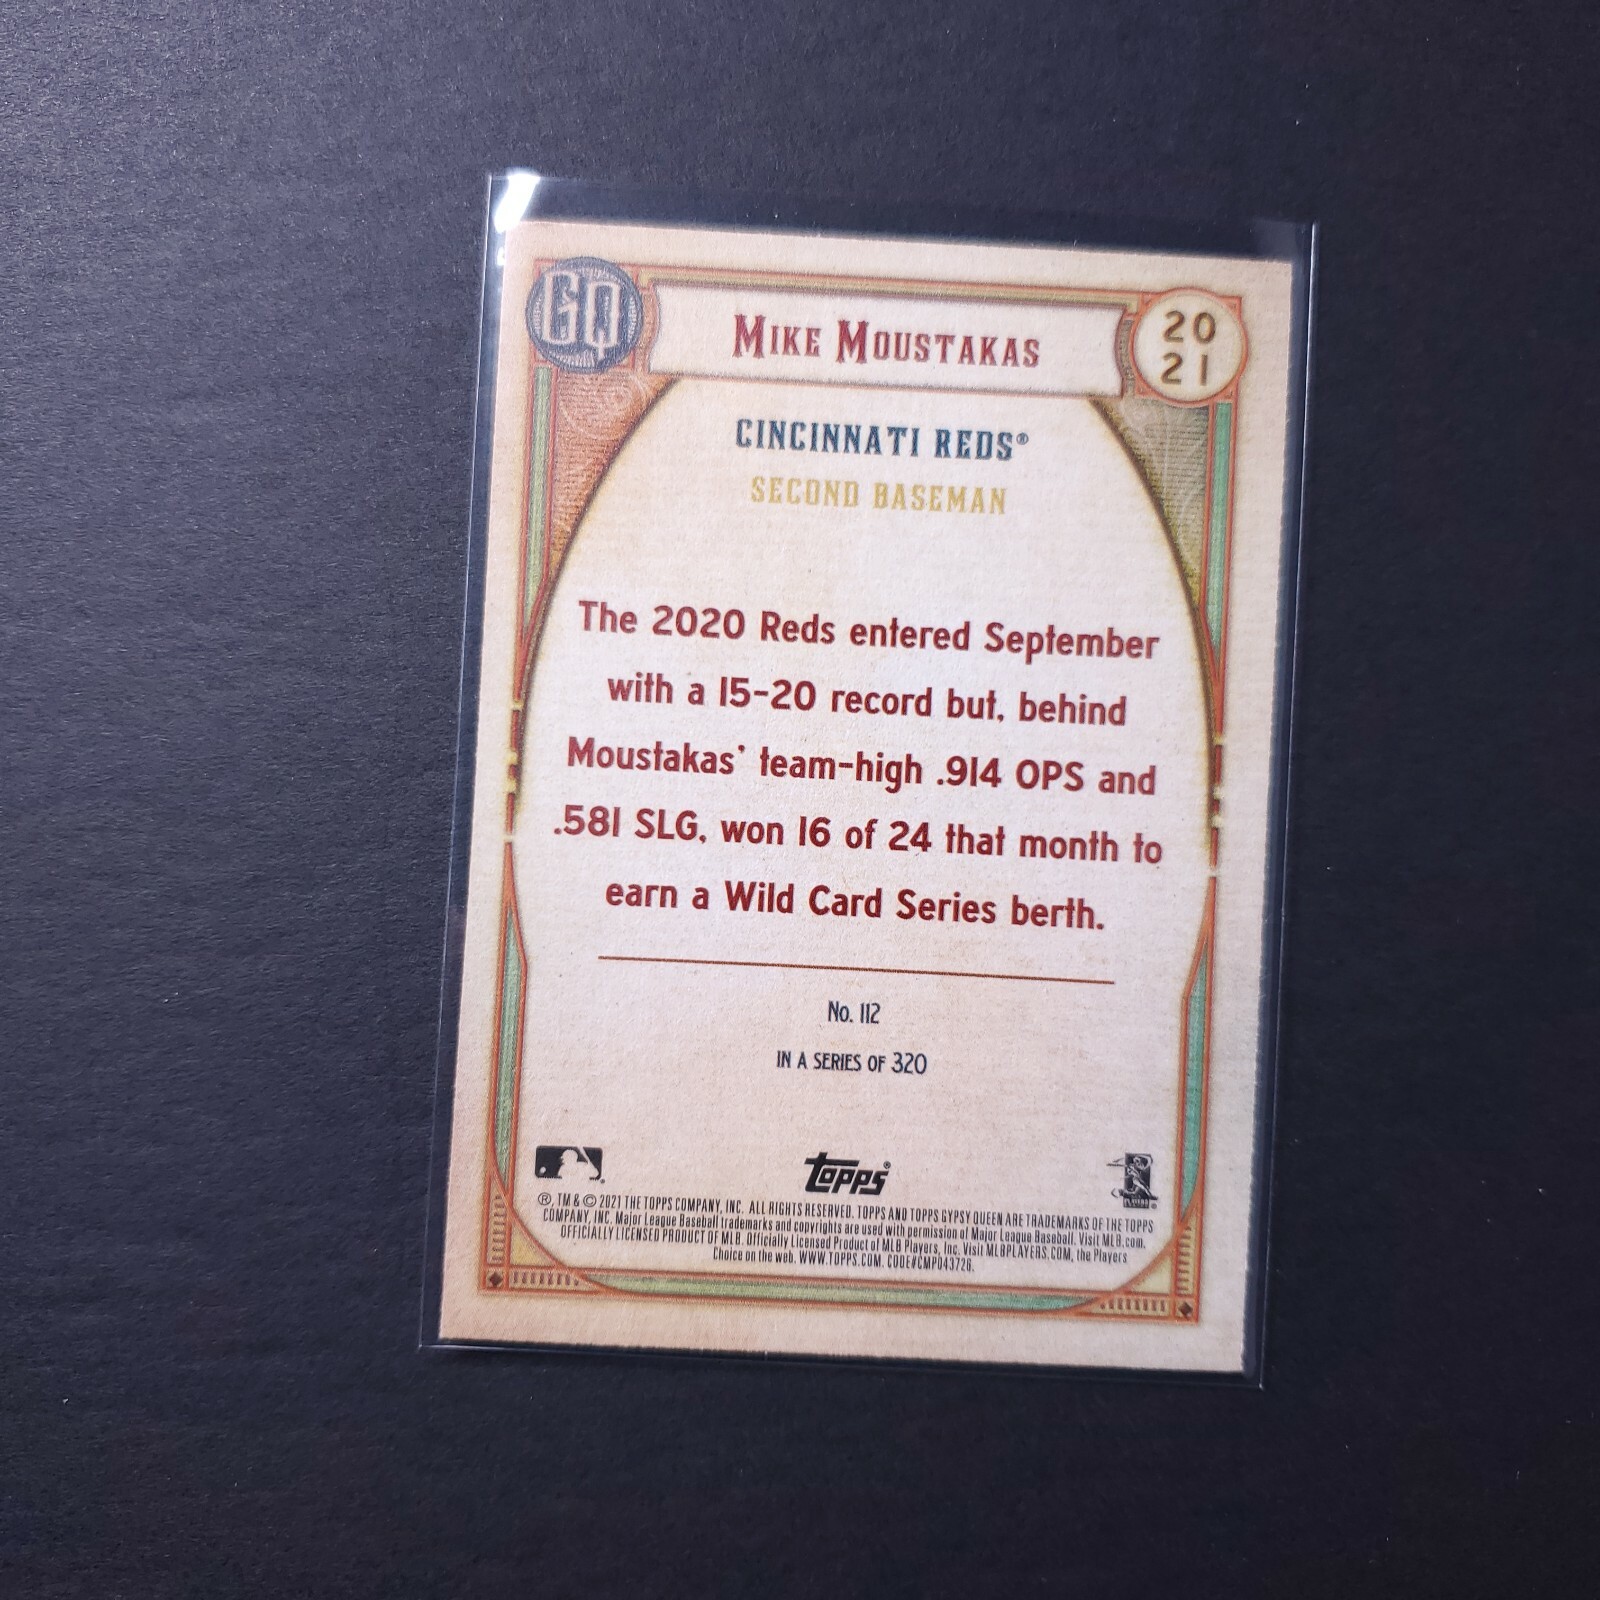 GQ
MIKE MOUSTAKAS
20
21
CINCINNATI REDS®
SECOND BASEMAN
The 2020 Reds entered September
with a 15-20 record but, behind
Moustakas' team-high .914 OPS and
.581 SLG, won 16 of 24 that month to
earn a Wild Card Series berth.
No. 112
IN A SERIES OF 320
Topps®
PLAYERS
®, TM & © 2021 THE TOPPS COMPANY, INC. ALL RIGHTS RESERVED. TOPPS AND TOPPS GYPSY QUEEN ARE TRADEMARKS OF THE TOPPS
COMPANY, INC. Major League Baseball trademarks and copyrights are used with permission of Major League Baseball. Visit MLB.com.
OFFICIALLY LICENSED PRODUCT OF MLB. Officially Licensed Product of MLB Players, Inc. Visit MLBPLAYERS.COM, the Players
Choice on the web. WWW.TOPPS.COM. CODE#CMP043726.